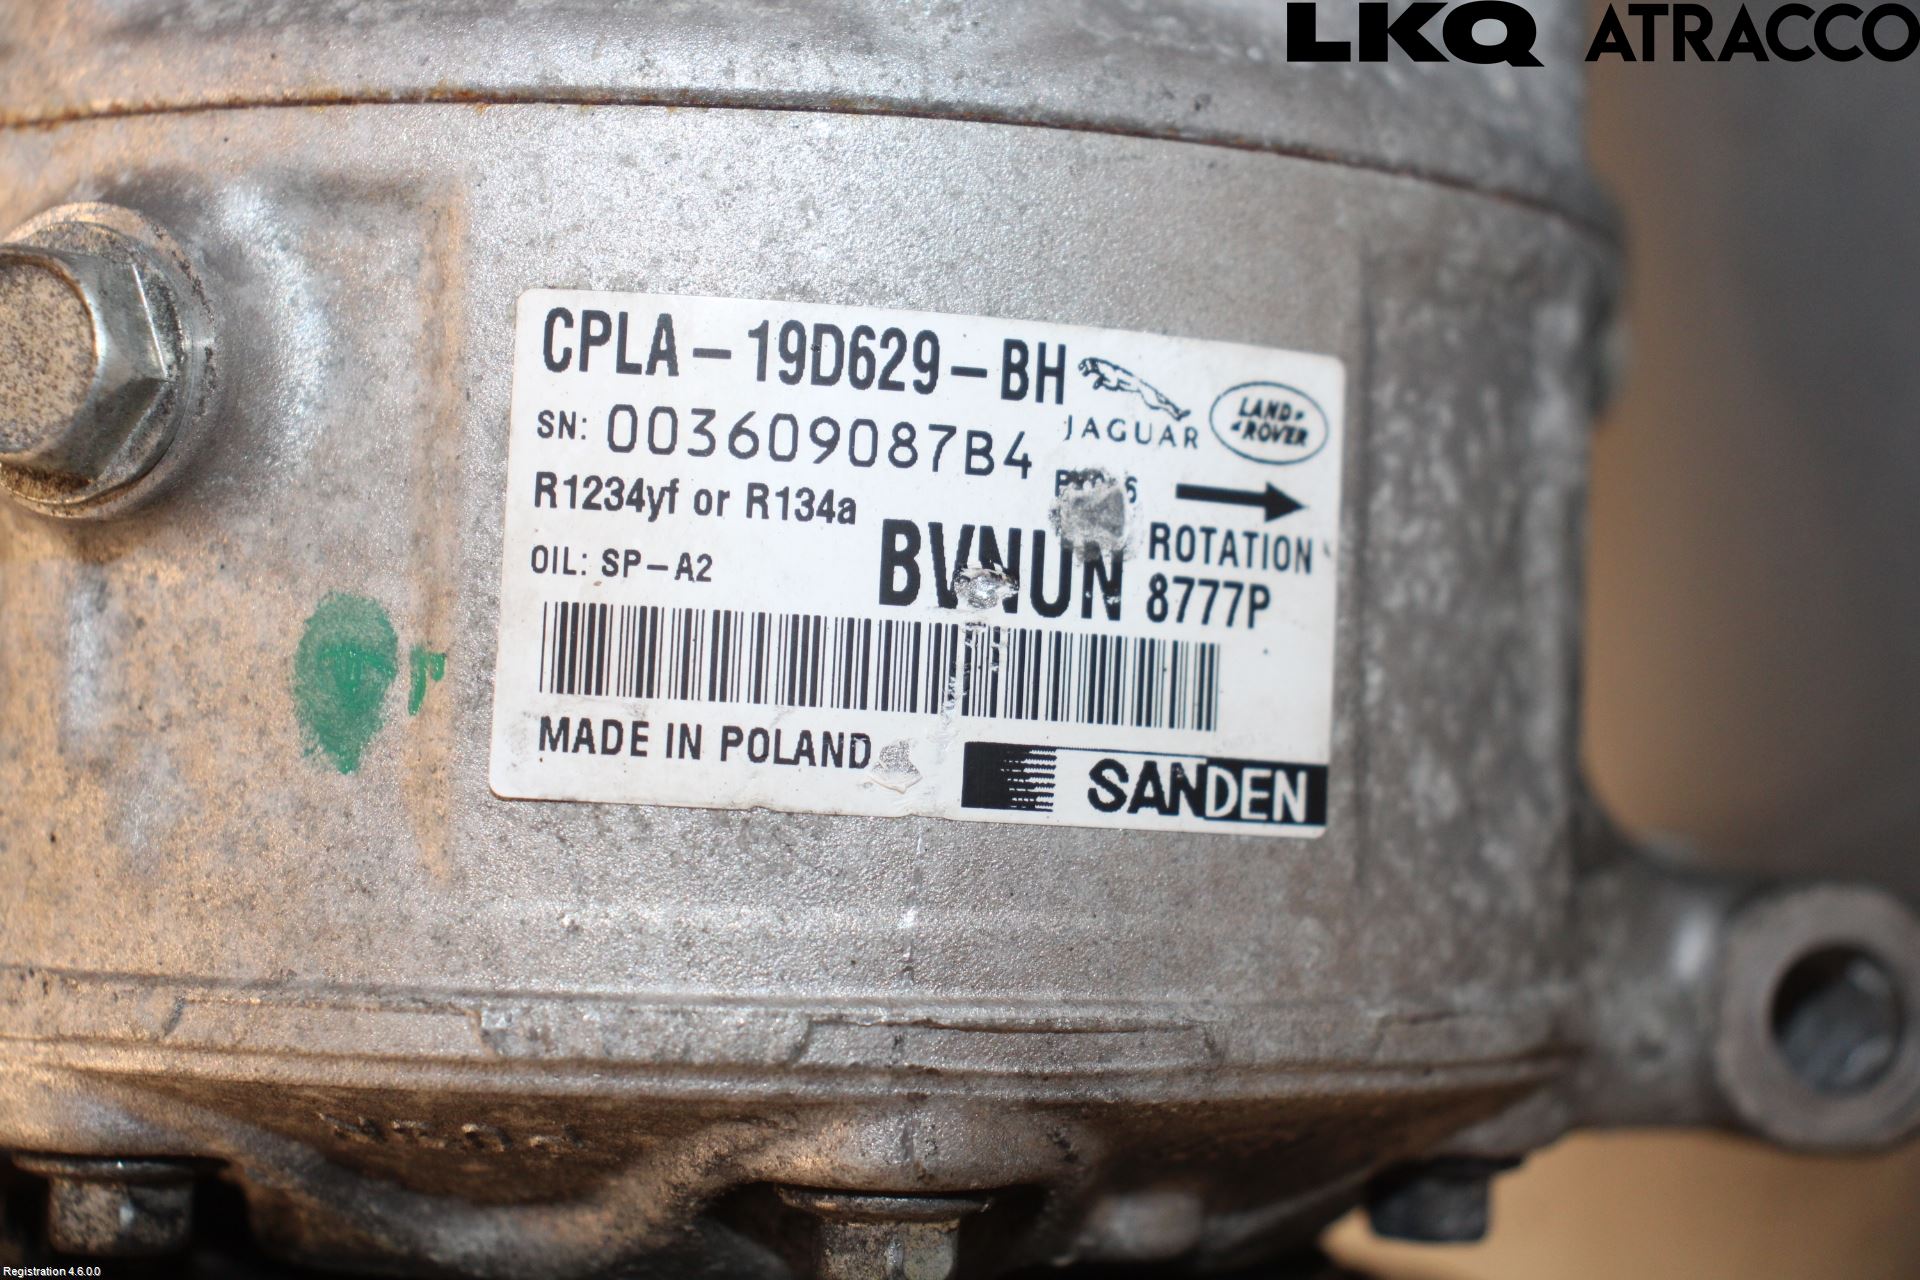 LKQ ATRACCO
CPLA-19D629-BH
JAGUAR
LAND ROVER
SN: 003609087B4
R1234yf or R134a
BVNUN
ROTATION
OIL: SP-A2
8777P
MADE IN POLAND
SANDEN
Registration 4.6.0.0